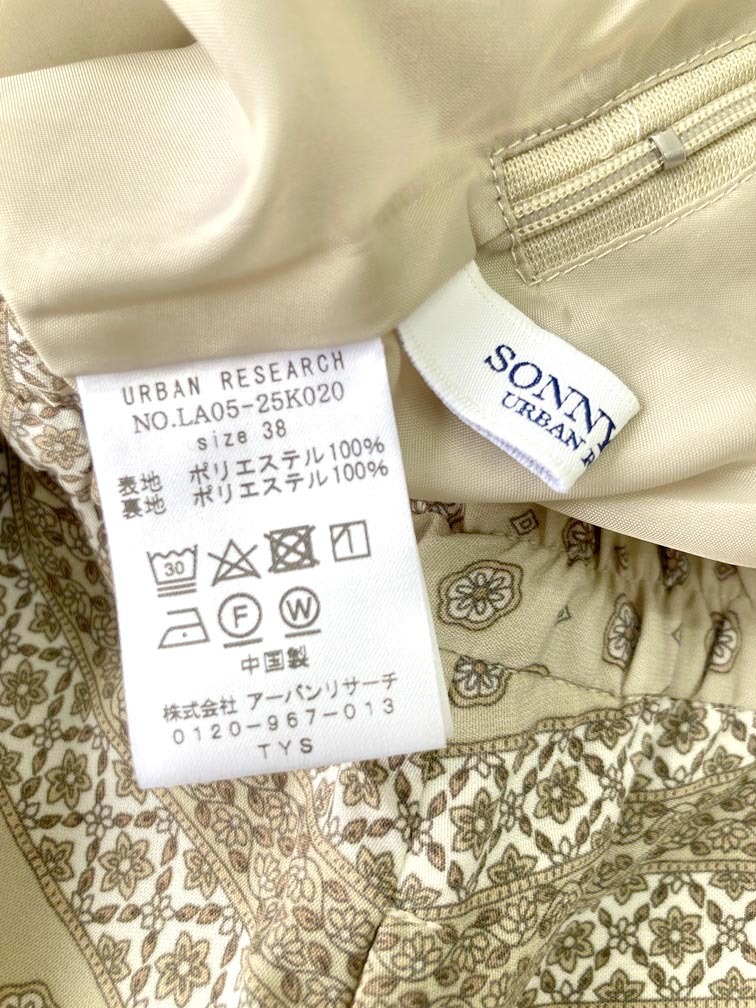 URBAN RESEARCH
NO.LA05-25K020
size 38
表地 ポリエステル100%
裏地 ポリエステル100%
30
F
W
中国製
株式会社 アーバンリサーチ
0120-967-013
TYS
SONNY
URBAN R